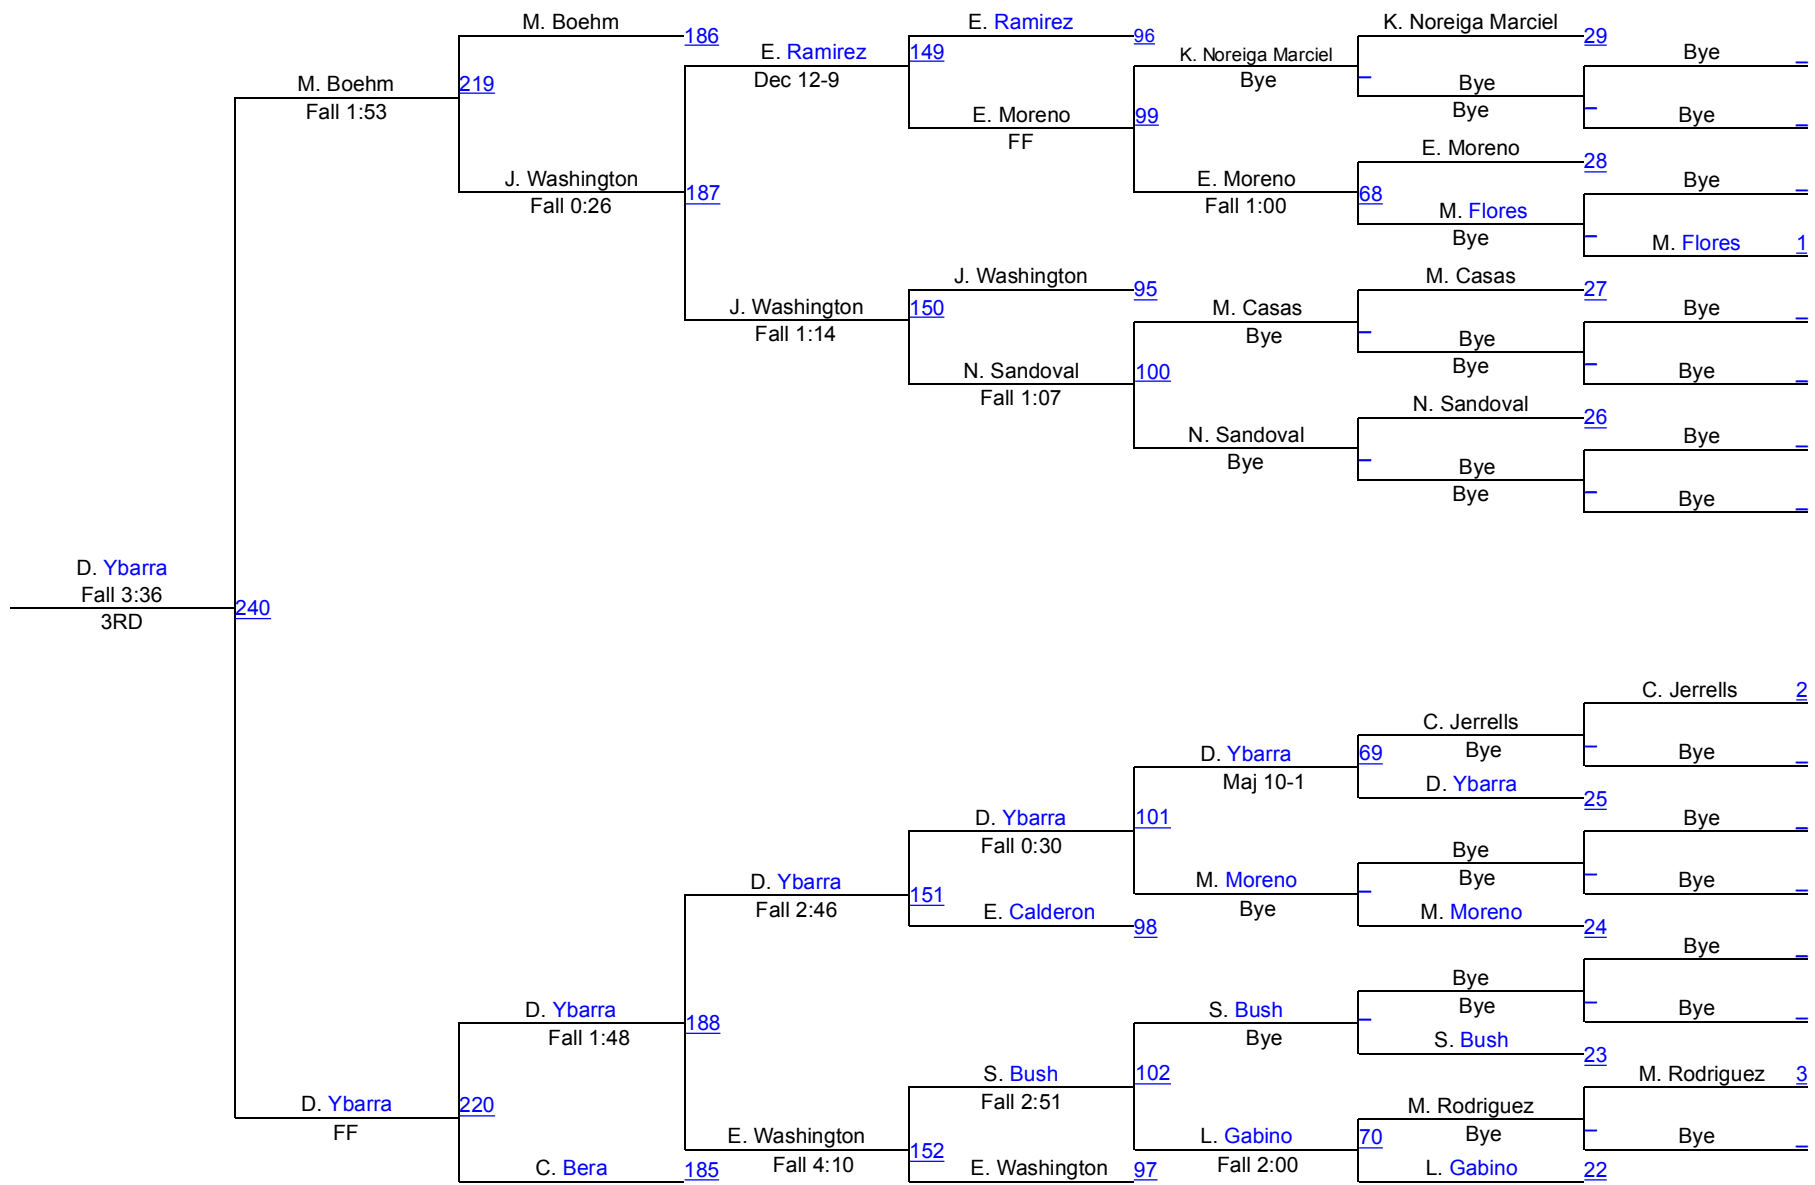 M. Boehm
186
E. Ramirez
96
K. Noreiga Marciel
29
E. Ramirez
149
K. Noreiga Marciel
Bye
_
M. Boehm
219
Dec 12-9
Bye
_
Bye
Fall 1:53
E. Moreno
99
Bye
_
Bye
_
FF
E. Moreno
28
J. Washington
187
E. Moreno
68
Bye
_
Fall 0:26
Fall 1:00
M. Flores
Bye
_
M. Flores
1
J. Washington
95
M. Casas
27
J. Washington
150
M. Casas
Bye
_
Fall 1:14
Bye
_
Bye
N. Sandoval
100
Bye
_
Bye
_
Fall 1:07
N. Sandoval
26
N. Sandoval
Bye
_
Bye
_
Bye
Bye
_
Bye
_
D. Ybarra
Fall 3:36
240
3RD
C. Jerrells
2
C. Jerrells
D. Ybarra
69
Bye
_
Bye
_
Maj 10-1
D. Ybarra
25
D. Ybarra
101
Bye
_
Fall 0:30
Bye
D. Ybarra
M. Moreno
_
Bye
_
Bye
_
Fall 2:46
151
E. Calderon
98
Bye
M. Moreno
24
Bye
_
D. Ybarra
188
S. Bush
Bye
_
Bye
_
Bye
_
Fall 1:48
Bye
S. Bush
23
S. Bush
102
M. Rodriguez
3
D. Ybarra
220
Fall 2:51
M. Rodriguez
FF
E. Washington
152
L. Gabino
70
Bye
_
Bye
_
C. Bera
185
Fall 4:10
E. Washington
97
Fall 2:00
L. Gabino
22